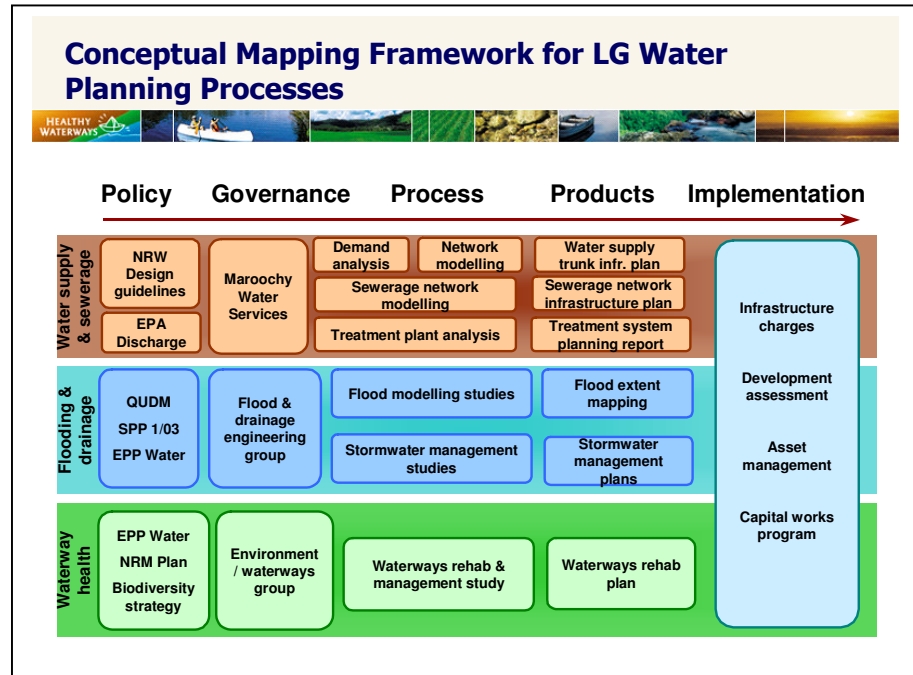 Conceptual Mapping Framework for LG Water
Planning Processes
HEALTHY
WATERWAYS
Policy
Governance
Process
Products
Implementation
Water supply
& sewerage
NRW
Design
guidelines
EPA
Discharge
Maroochy
Water
Services
Demand
analysis
Network
modelling
Sewerage network
modelling
Treatment plant analysis
Water supply
trunk infr. plan
Sewerage network
infrastructure plan
Treatment system
planning report
Flooding &
drainage
QUDM
SPP 1/03
EPP Water
Flood &
drainage
engineering
group
Flood modelling studies
Stormwater management
studies
Flood extent
mapping
Stormwater
management
plans
Waterway
health
EPP Water
NRM Plan
Biodiversity
strategy
Environment
/ waterways
group
Waterways rehab &
management study
Waterways rehab
plan
Infrastructure
charges
Development
assessment
Asset
management
Capital works
program